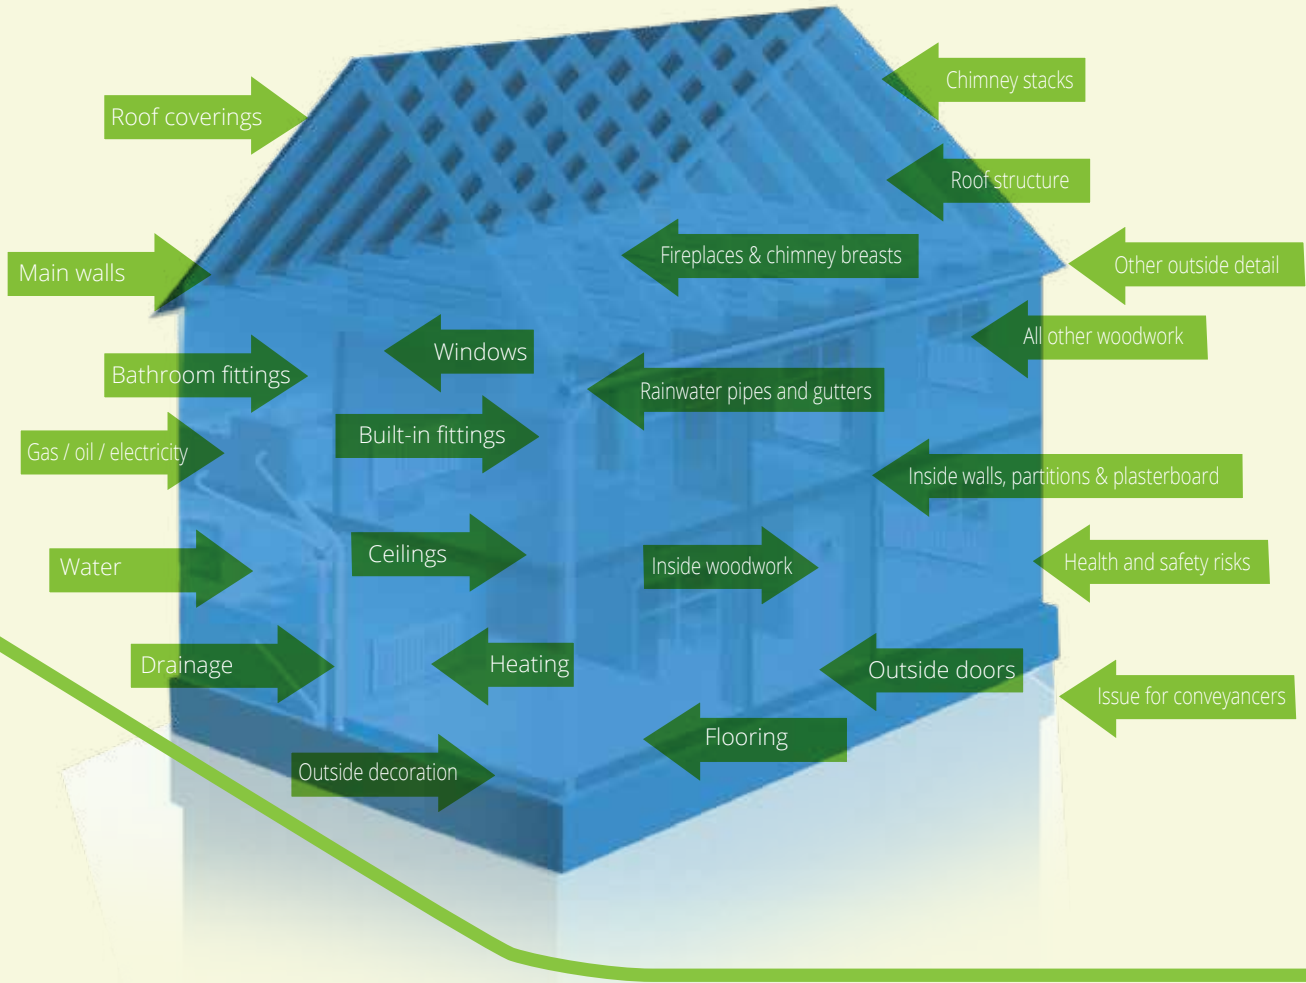 Chimney stacks
Roof coverings
Roof structure
Fireplaces & chimney breasts
Other outside detail
Main walls
All other woodwork
Windows
Bathroom fittings
Rainwater pipes and gutters
Built-in fittings
Gas / oil / electricity
Inside walls, partitions & plasterboard
Ceilings
Health and safety risks
Inside woodwork
Water
Heating
Drainage
Outside doors
Issue for conveyancers
Flooring
Outside decoration